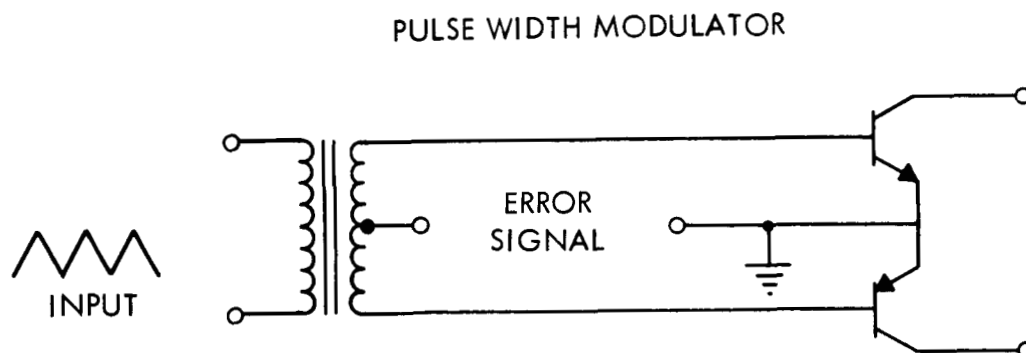 PULSE WIDTH MODULATOR
ERROR
SIGNAL
INPUT